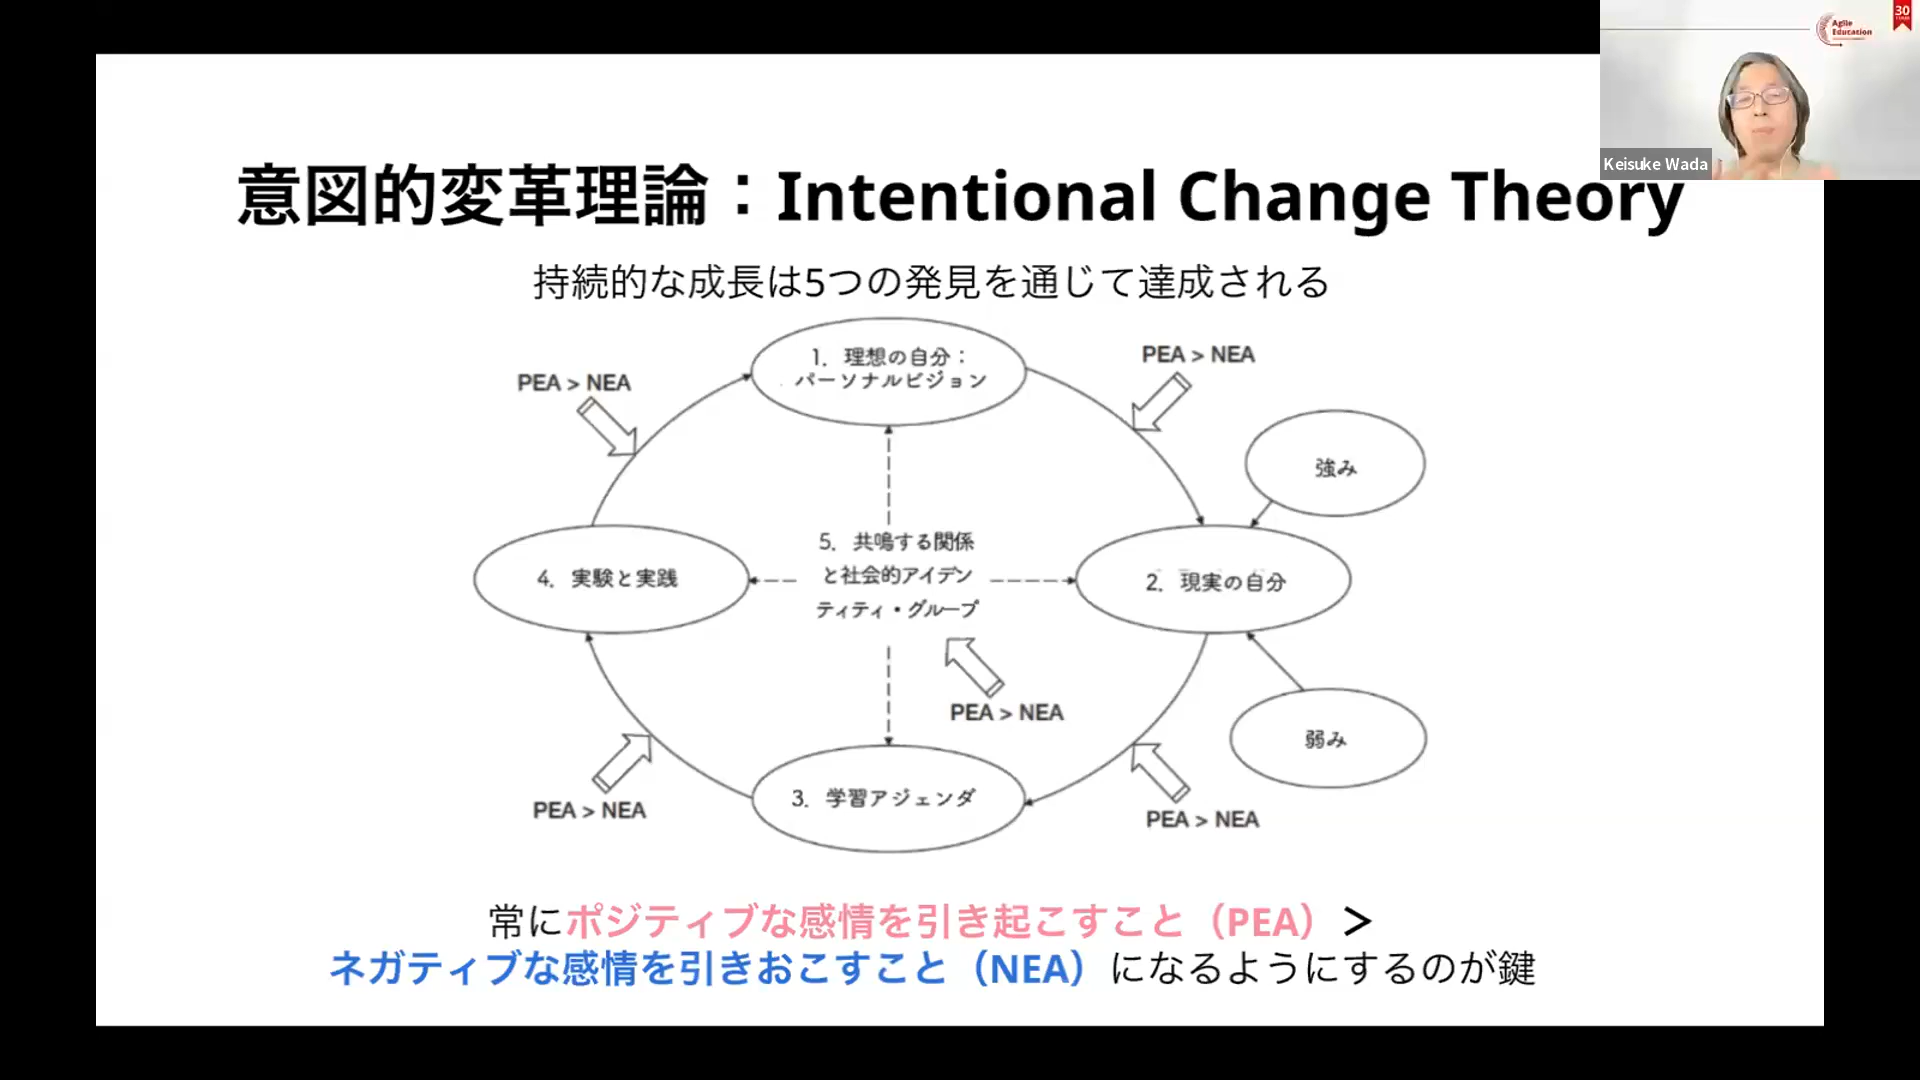 30
Agile
Education
Keisuke Wada
意図的変革理論：Intentional Change Theory
持続的な成長は5つの発見を通じて達成される
PEA > NEA
1. 理想の自分：
パーソナルビジョン
PEA > NEA
強み
4. 実験と実践
5. 共鳴する関係
と社会的アイデン
ティティ・グループ
2. 現実の自分
PEA > NEA
弱み
PEA > NEA
3. 学習アジェンダ
PEA > NEA
常にポジティブな感情を引き起こすこと（PEA）>
ネガティブな感情を引きおこすこと（NEA）になるようにするのが鍵